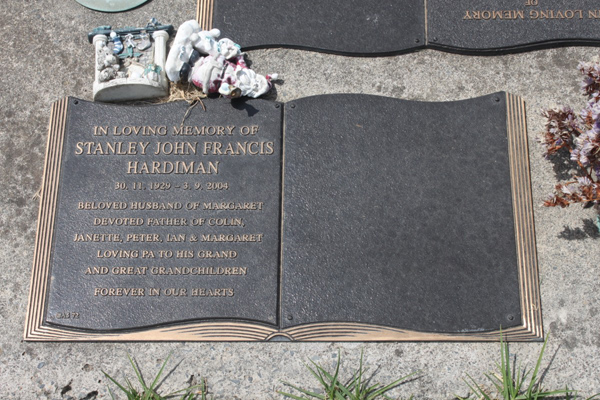 IN LOVING MEMORY
OF
IN LOVING MEMORY OF
STANLEY JOHN FRANCIS
HARDIMAN
30. 11. 1929 - 3. 9. 2004
BELOVED HUSBAND OF MARGARET
DEVOTED FATHER OF COLIN,
JANETTE, PETER, IAN & MARGARET
LOVING PA TO HIS GRAND
AND GREAT GRANDCHILDREN
FOREVER IN OUR HEARTS